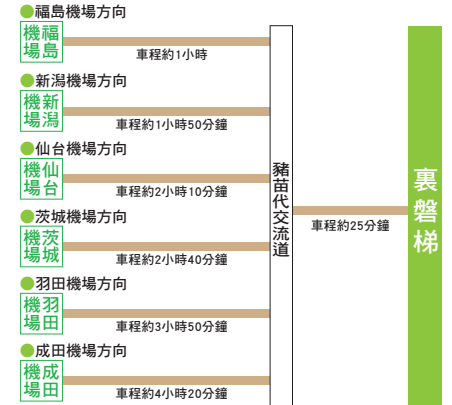 ●福島機場方向
福島機場
車程約1小時
●新潟機場方向
新潟機場
車程約1小時50分鐘
●仙台機場方向
仙台機場
車程約2小時10分鐘
●茨城機場方向
茨城機場
車程約2小時40分鐘
●羽田機場方向
羽田機場
車程約3小時50分鐘
●成田機場方向
成田機場
車程約4小時20分鐘
豬苗代交流道
車程約25分鐘
裏磐梯